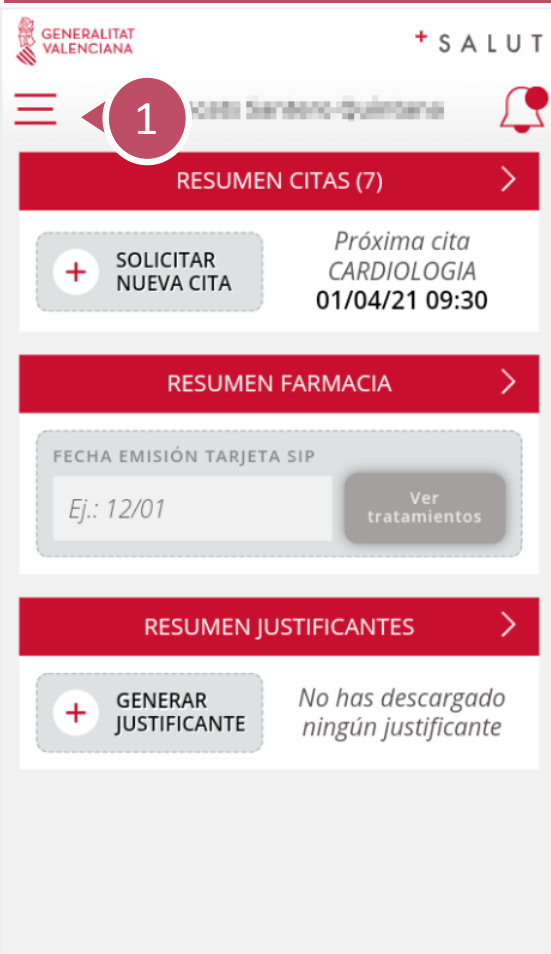 GENERALITAT
VALENCIANA
+SALUT
1
RESUMEN CITAS (7)
SOLICITAR
NUEVA CITA
Próxima cita
CARDIOLOGIA
01/04/21 09:30
RESUMEN FARMACIA
FECHA EMISIÓN TARJETA SIP
Ej.: 12/01
Ver
tratamientos
RESUMEN JUSTIFICANTES
GENERAR
JUSTIFICANTE
No has descargado
ningún justificante